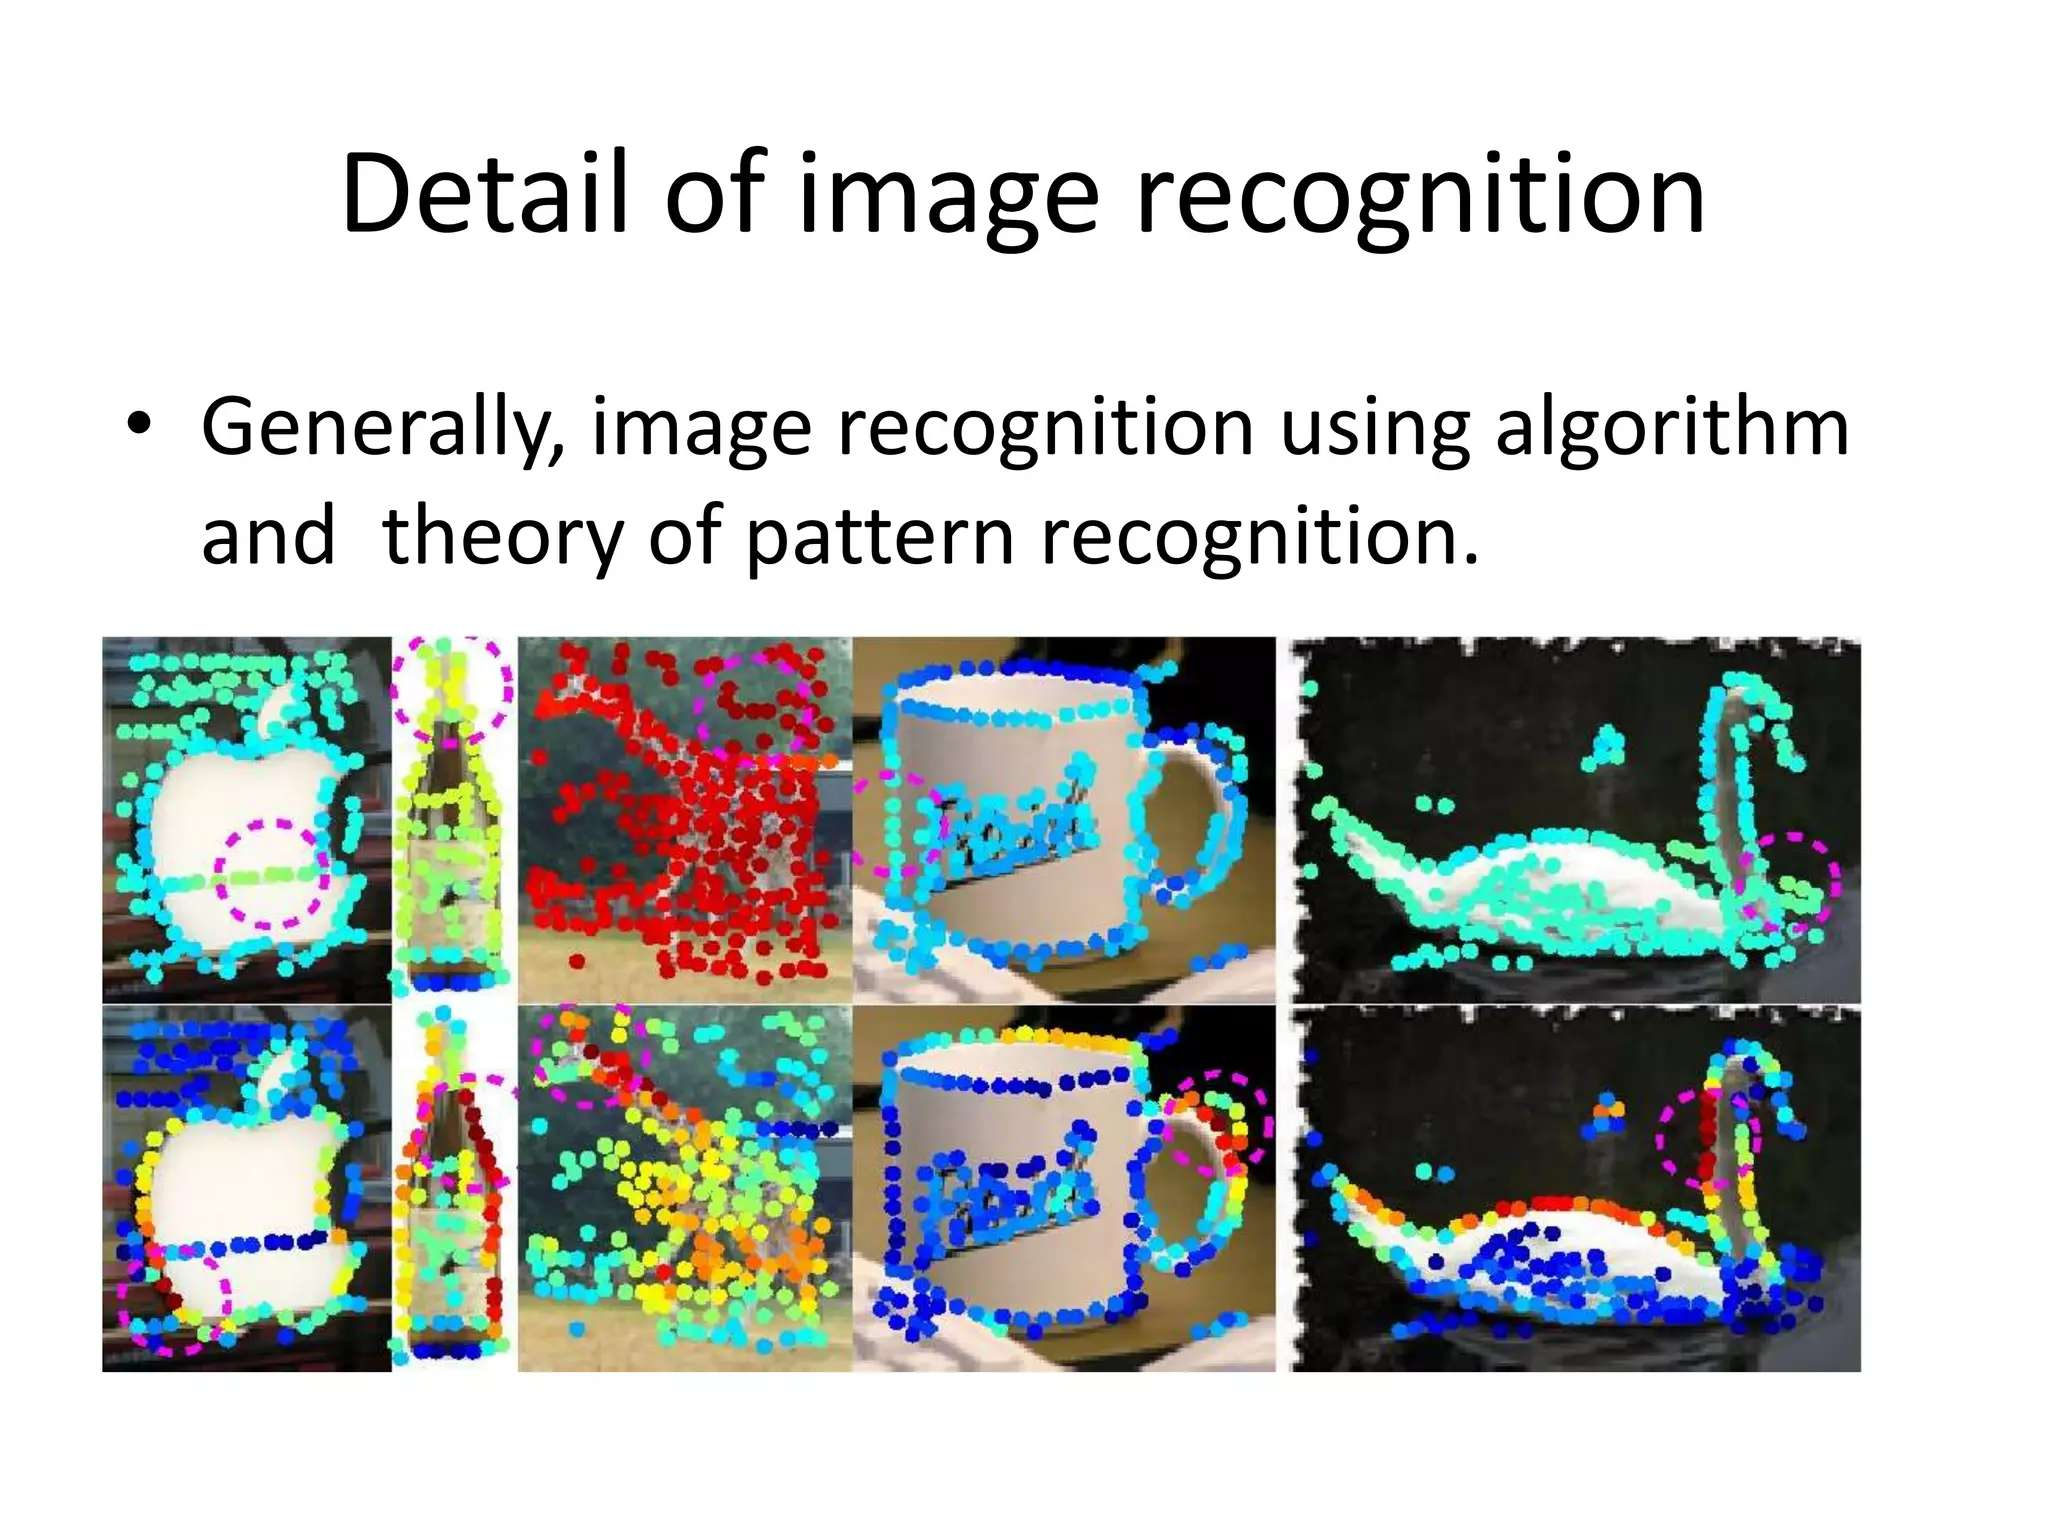 Detail of image recognition
• Generally, image recognition using algorithm
and  theory of pattern recognition.